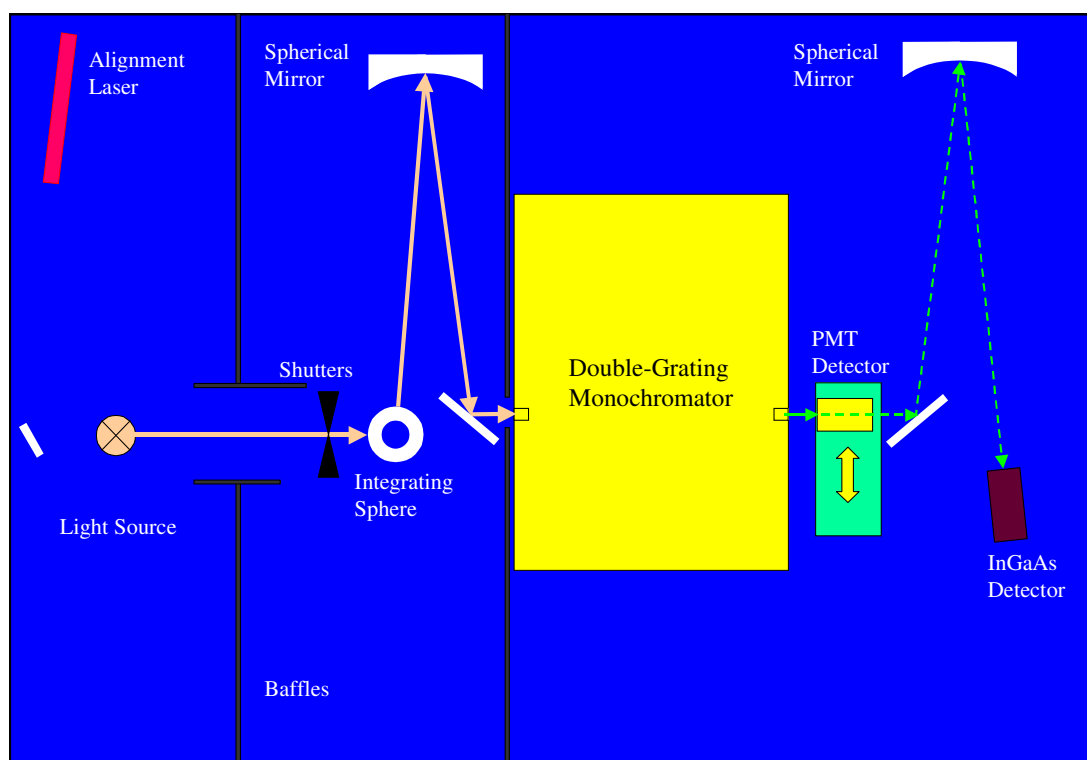 Alignment
Laser
Spherical
Mirror
Spherical
Mirror
Shutters
PMT
Detector
Double-Grating
Monochromator
Integrating
Sphere
Light Source
InGaAs
Detector
Baffles